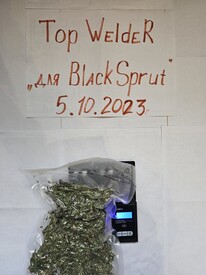 Top WeldeR
„для BlackSprut"
5.10.2023